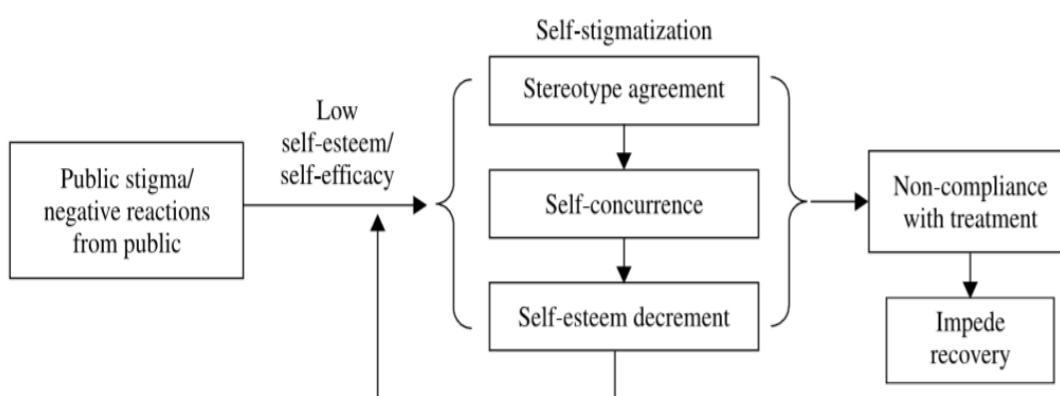 Self-stigmatization
Stereotype agreement
Low
self-esteem/
self-efficacy
Public stigma/
negative reactions
from public
Self-concurrence
Non-compliance
with treatment
Self-esteem decrement
Impede
recovery